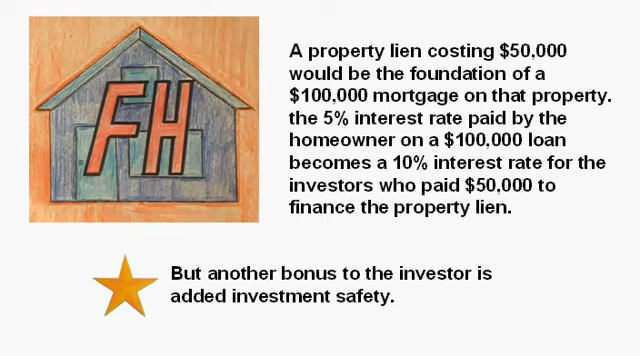 FH
A property lien costing $50,000
would be the foundation of a
$100,000 mortgage on that property.
the 5% interest rate paid by the
homeowner on a $100,000 loan
becomes a 10% interest rate for the
investors who paid $50,000 to
finance the property lien.
But another bonus to the investor is
added investment safety.